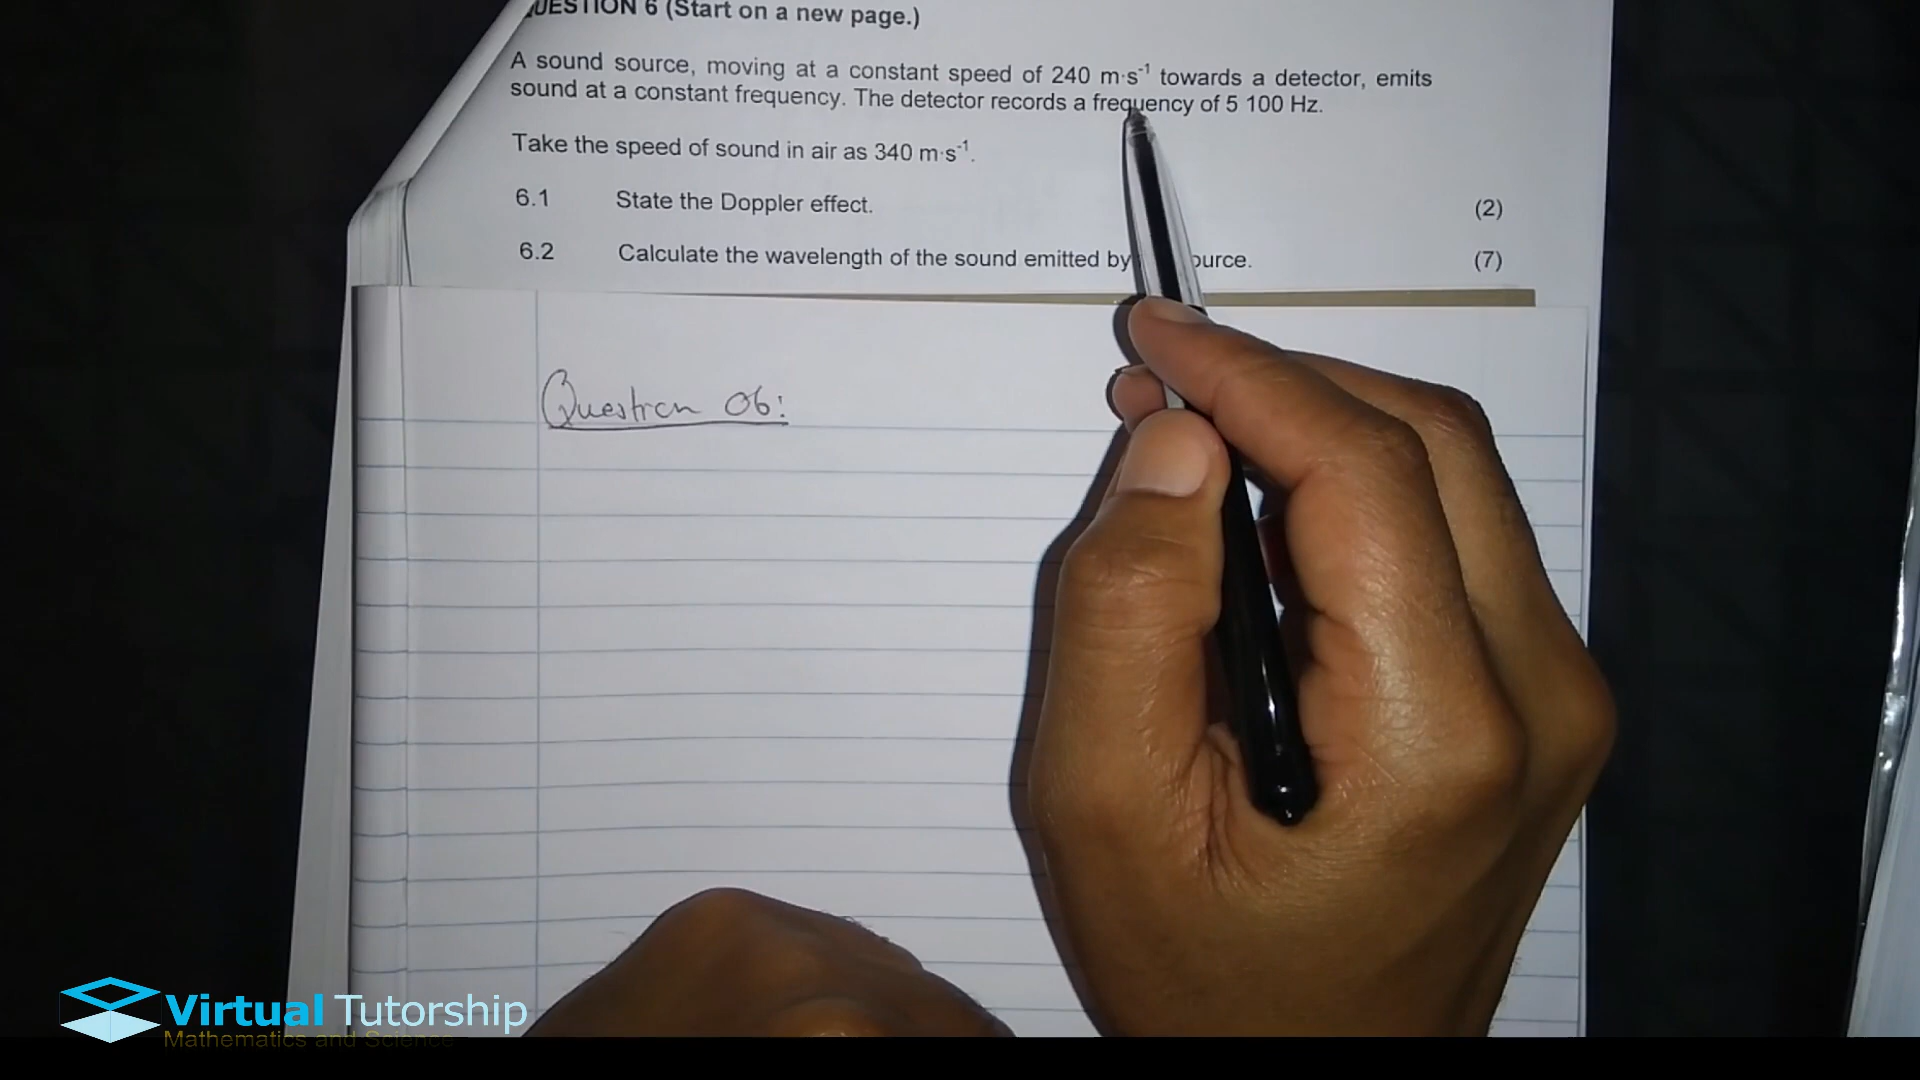 QUESTION 6 (Start on a new page.)
A sound source, moving at a constant speed of 240 m·s⁻¹ towards a detector, emits
sound at a constant frequency. The detector records a frequency of 5 100 Hz.
Take the speed of sound in air as 340 m·s⁻¹.
6.1 State the Doppler effect. (2)
6.2 Calculate the wavelength of the sound emitted by ource. (7)
Question 06:
Virtual Tutorship
Mathematics and Science